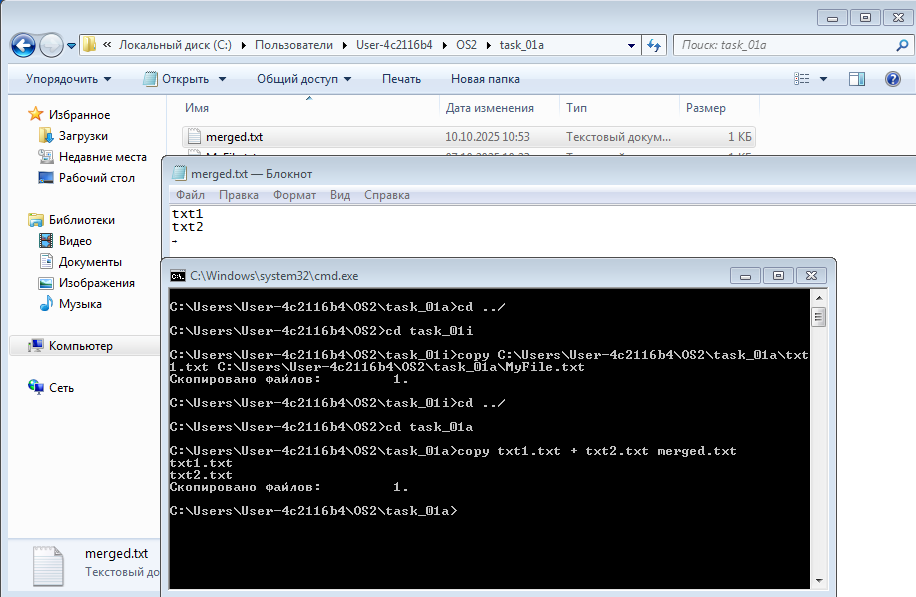 « Локальный диск (C:) ▸ Пользователи ▸ User-4c2116b4 ▸ OS2 ▸ task_01a
Поиск: task_01a
Упорядочить
Открыть
Общий доступ
Печать
Новая папка
Избранное
Загрузки
Недавние места
Рабочий стол
Библиотеки
Видео
Документы
Изображения
Музыка
Компьютер
Сеть
Имя
Дата изменения
Тип
Размер
merged.txt 10.10.2025 10:53 Текстовый докум... 1 КБ
merged.txt — Блокнот
Файл Правка Формат Вид Справка
txt1
txt2
→
C:\Windows\system32\cmd.exe
C:\Users\User-4c2116b4\OS2\task_01a>cd ../
C:\Users\User-4c2116b4\OS2>cd task_01i
C:\Users\User-4c2116b4\OS2\task_01i>copy C:\Users\User-4c2116b4\OS2\task_01a\txt
1.txt C:\Users\User-4c2116b4\OS2\task_01a\MyFile.txt
Скопировано файлов:         1.
C:\Users\User-4c2116b4\OS2\task_01i>cd ../
C:\Users\User-4c2116b4\OS2>cd task_01a
C:\Users\User-4c2116b4\OS2\task_01a>copy txt1.txt + txt2.txt merged.txt
txt1.txt
txt2.txt
Скопировано файлов:         1.
C:\Users\User-4c2116b4\OS2\task_01a>
merged.txt
Текстовый до